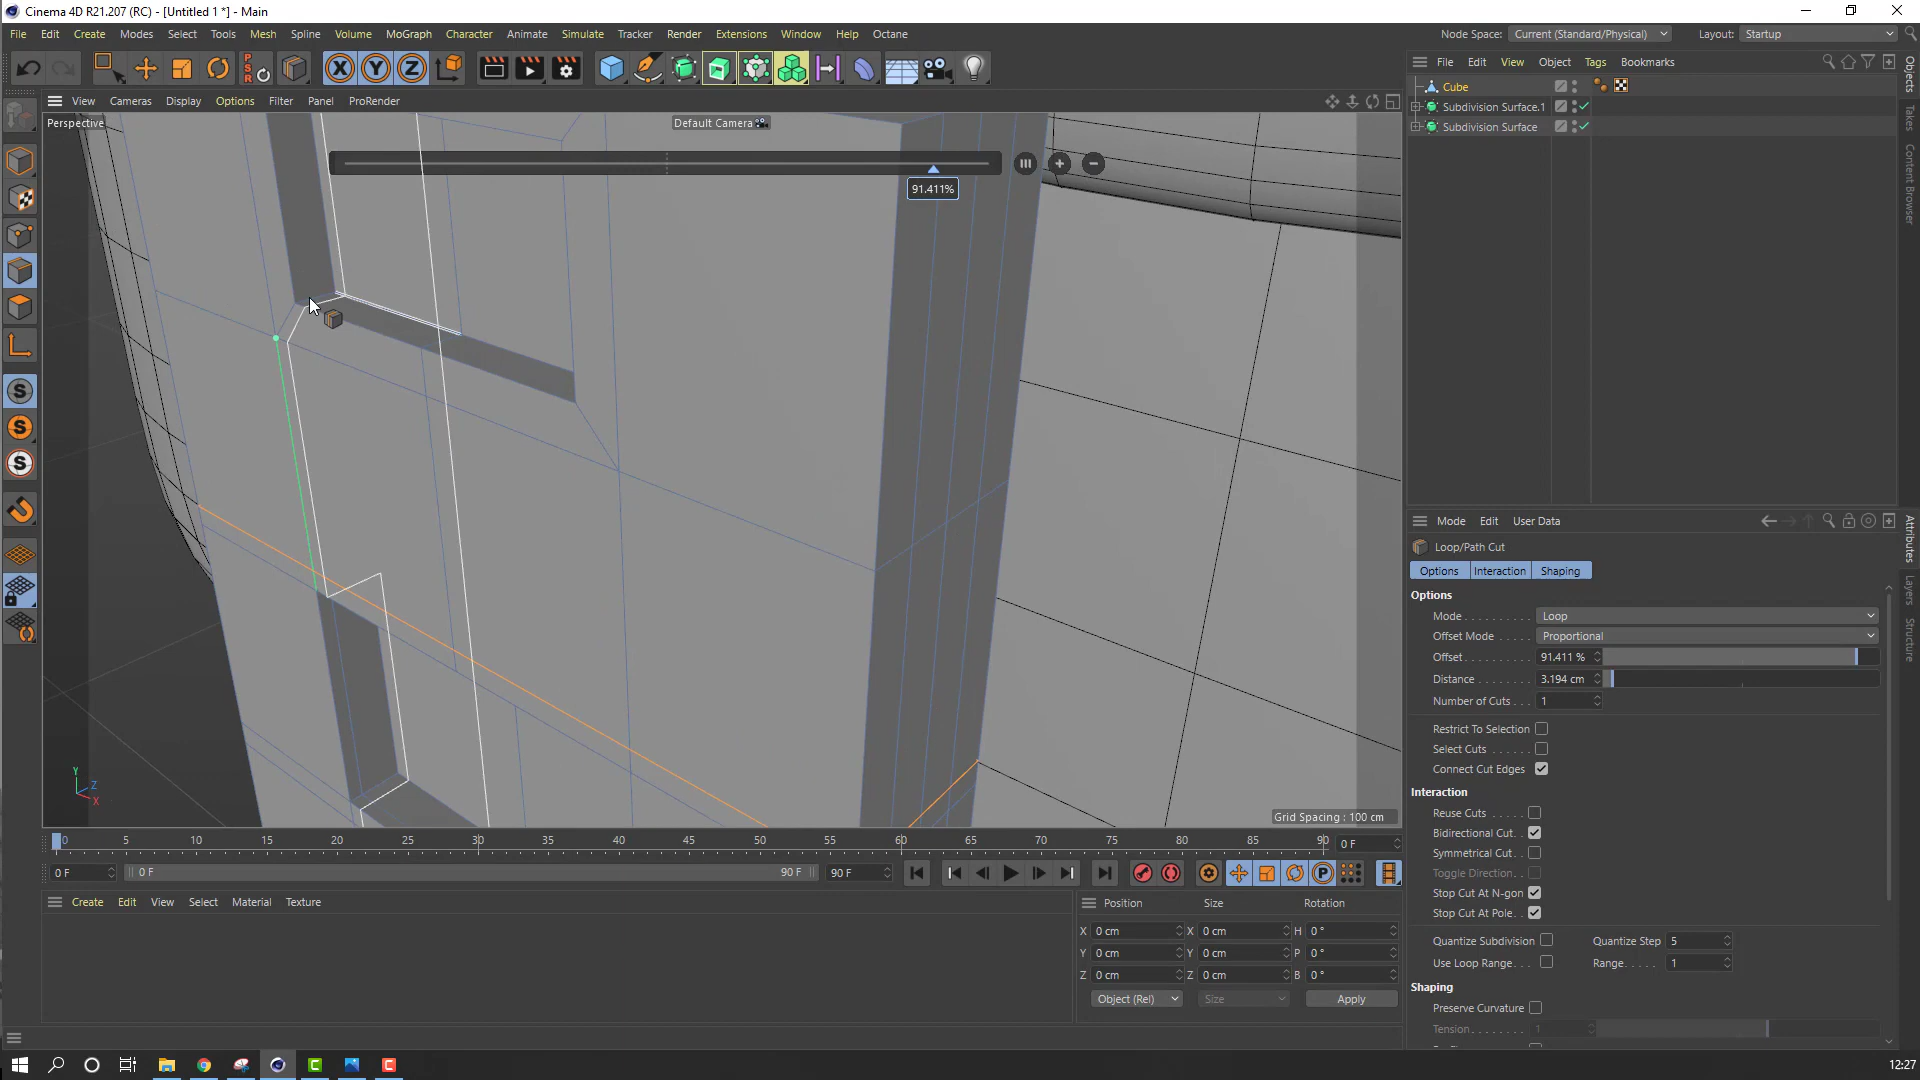 Cinema 4D R21.207 (RC) - [Untitled 1 *] - Main
File Edit Create Modes Select Tools Mesh Spline Volume MoGraph Character Animate Simulate Tracker Render Extensions Window Help Octane
Node Space: Current (Standard/Physical) Layout: Startup
View Cameras Display Options Filter Panel ProRender
Perspective
Default Camera
91.411%
Grid Spacing : 100 cm
File Edit View Object Tags Bookmarks
Cube
Subdivision Surface.1
Subdivision Surface
Objects
Takes
Content Browser
Mode Edit User Data
Loop/Path Cut
Options Interaction Shaping
Options
Mode Loop
Offset Mode Proportional
Offset 91.411 %
Distance 3.194 cm
Number of Cuts 1
Restrict To Selection
Select Cuts
Connect Cut Edges
Interaction
Reuse Cuts
Bidirectional Cut
Symmetrical Cut
Toggle Direction
Stop Cut At N-gon
Stop Cut At Pole
Quantize Subdivision Quantize Step 5
Use Loop Range Range 1
Shaping
Preserve Curvature
Tension 1
Attributes
Layers
Structure
0 5 10 15 20 25 30 35 40 45 50 55 60 65 70 75 80 85 90 0 F
0 F 0 F 90 F 90 F
Create Edit View Select Material Texture
Position Size Rotation
X 0 cm X 0 cm H 0 °
Y 0 cm Y 0 cm P 0 °
Z 0 cm Z 0 cm B 0 °
Object (Rel) Size Apply
12:27